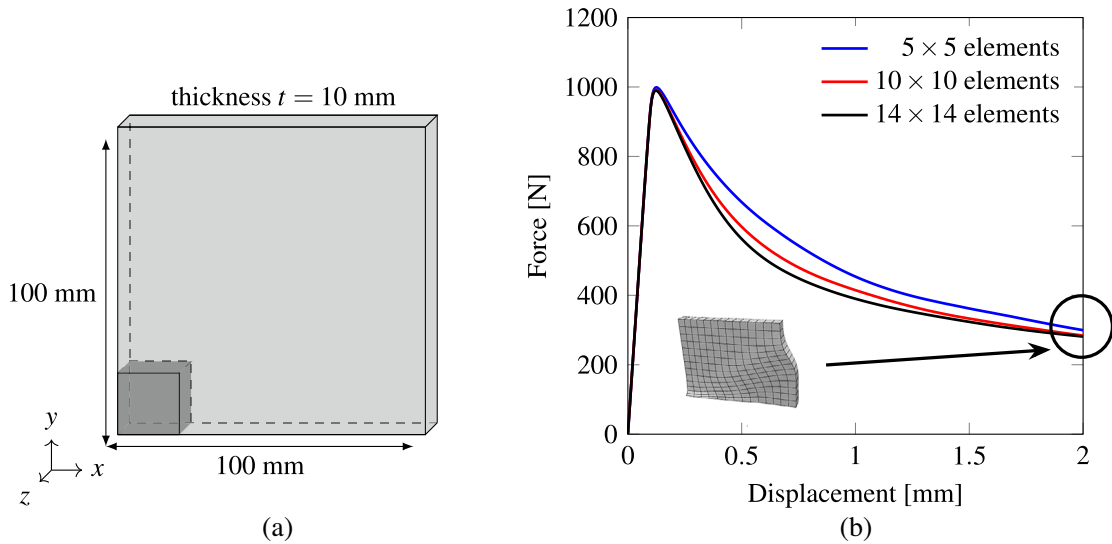 thickness t = 10 mm
100 mm
100 mm
y
x
z
(a)
1200
1000
800
600
400
200
0
Force [N]
5 × 5 elements
10 × 10 elements
14 × 14 elements
0
0.5
1
1.5
2
Displacement [mm]
(b)